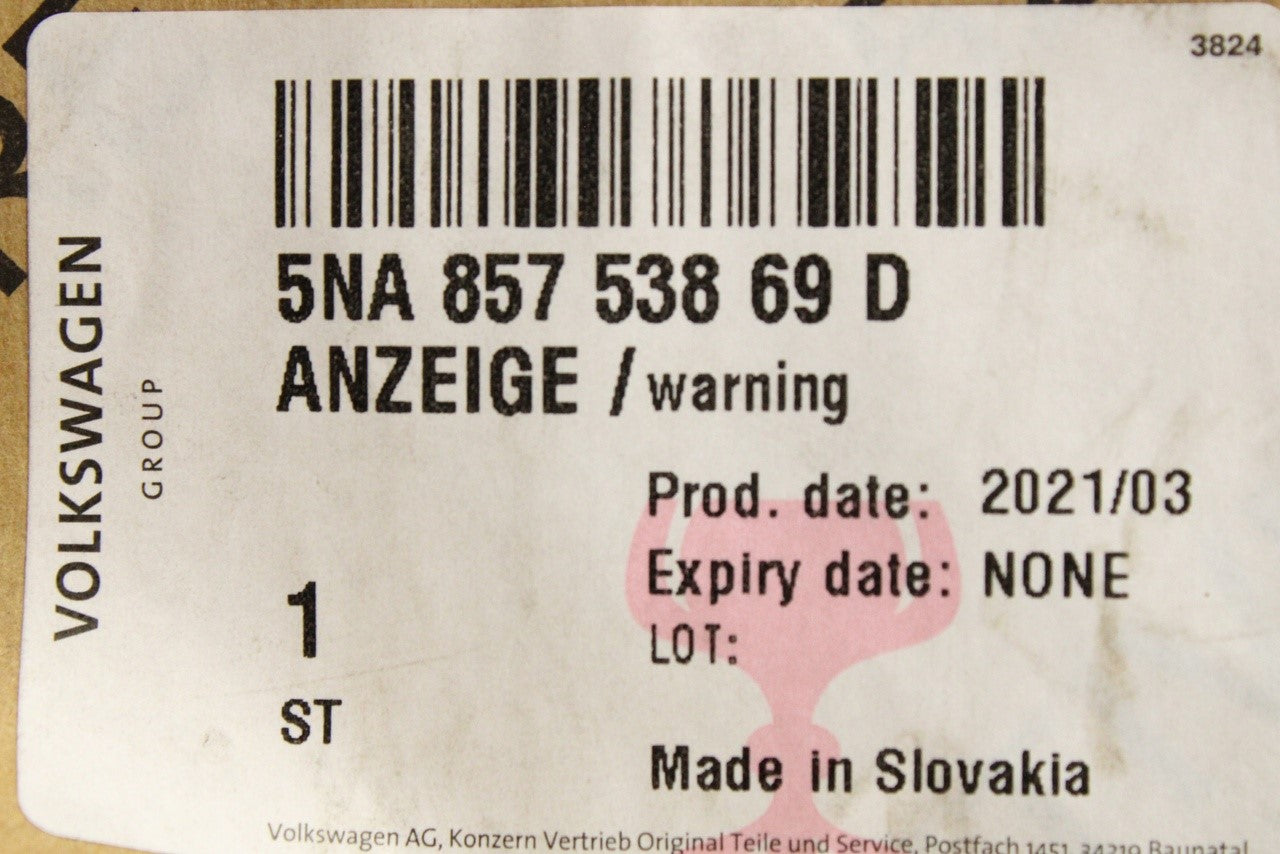 3824
5NA 857 538 69 D
ANZEIGE / warning
VOLKSWAGEN
GROUP
Prod. date: 2021/03
Expiry date: NONE
LOT:
1
ST
Made in Slovakia
Volkswagen AG, Konzern Vertrieb Original Teile und Service, Postfach 1451, 34219 Baunatal